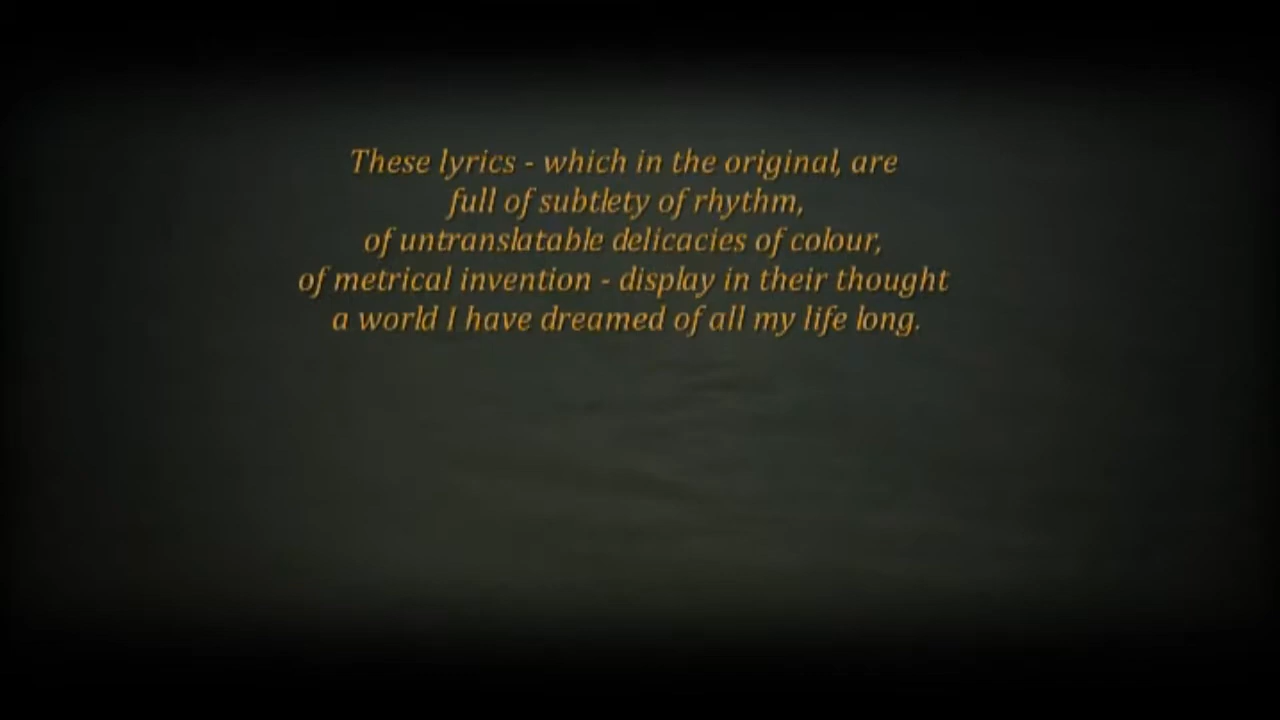 These lyrics - which in the original, are
full of subtlety of rhythm,
of untranslatable delicacies of colour,
of metrical invention - display in their thought
a world I have dreamed of all my life long.